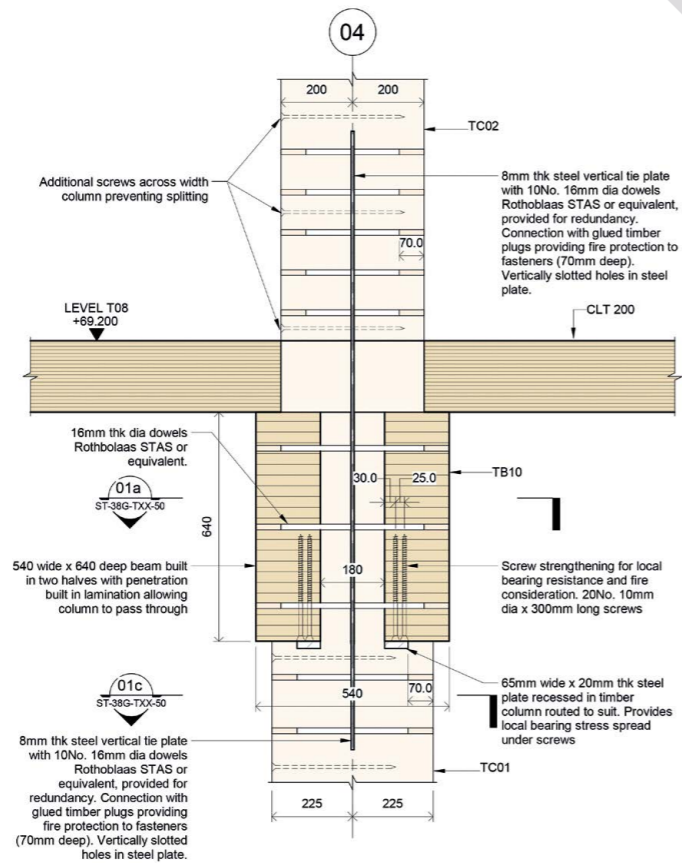 04
200
200
TC02
Additional screws across width
column preventing splitting
8mm thk steel vertical tie plate
with 10No. 16mm dia dowels
Rothoblaas STAS or equivalent,
provided for redundancy.
Connection with glued timber
plugs providing fire protection to
fasteners (70mm deep).
Vertically slotted holes in steel
plate.
70.0
LEVEL T08
+69.200
CLT 200
16mm thk dia dowels
Rothbolaas STAS or
equivalent.
30.0
25.0
TB10
01a
ST-38G-TXX-50
640
540 wide x 640 deep beam built
in two halves with penetration
built in lamination allowing
column to pass through
180
Screw strengthening for local
bearing resistance and fire
consideration. 20No. 10mm
dia x 300mm long screws
01c
ST-38G-TXX-50
70.0
540
65mm wide x 20mm thk steel
plate recessed in timber
column routed to suit. Provides
local bearing stress spread
under screws
8mm thk steel vertical tie plate
with 10No. 16mm dia dowels
Rothoblaas STAS or
equivalent, provided for
redundancy. Connection with
glued timber plugs providing
fire protection to fasteners
(70mm deep). Vertically slotted
holes in steel plate.
TC01
225
225